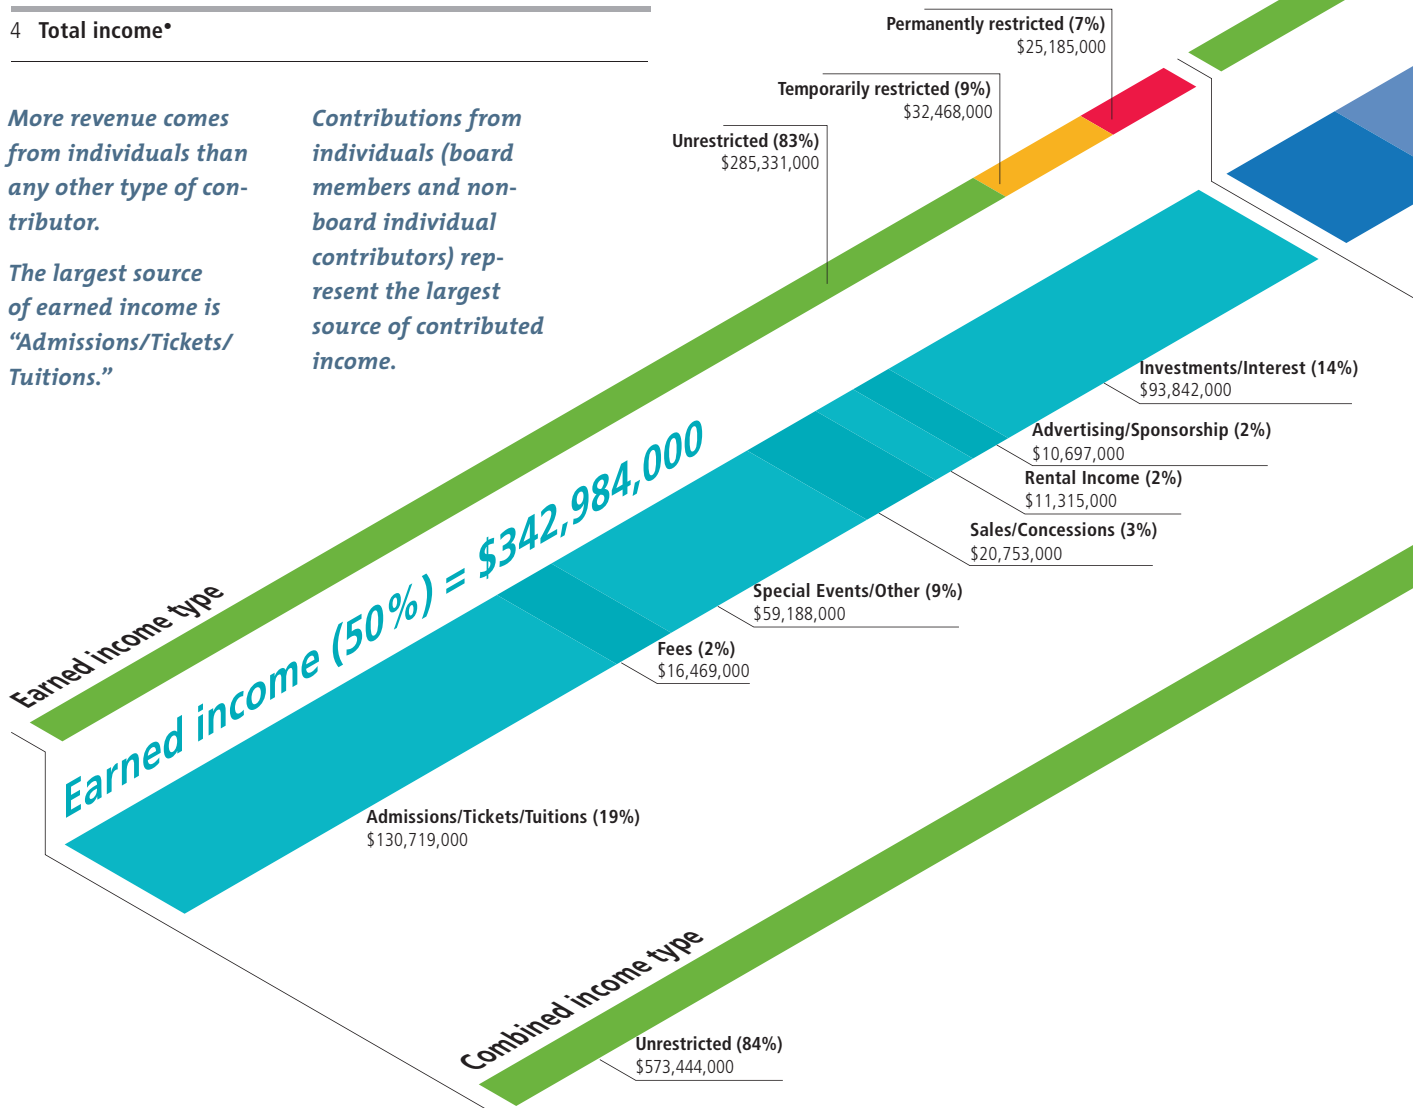 4 Total income•
More revenue comes
from individuals than
any other type of con-
tributor.
The largest source
of earned income is
“Admissions/Tickets/
Tuitions.”
Contributions from
individuals (board
members and non-
board individual
contributors) rep-
resent the largest
source of contributed
income.
Permanently restricted (7%)
$25,185,000
Temporarily restricted (9%)
$32,468,000
Unrestricted (83%)
$285,331,000
Earned income type
Earned income (50%) = $342,984,000
Investments/Interest (14%)
$93,842,000
Advertising/Sponsorship (2%)
$10,697,000
Rental Income (2%)
$11,315,000
Sales/Concessions (3%)
$20,753,000
Special Events/Other (9%)
$59,188,000
Fees (2%)
$16,469,000
Admissions/Tickets/Tuitions (19%)
$130,719,000
Combined income type
Unrestricted (84%)
$573,444,000